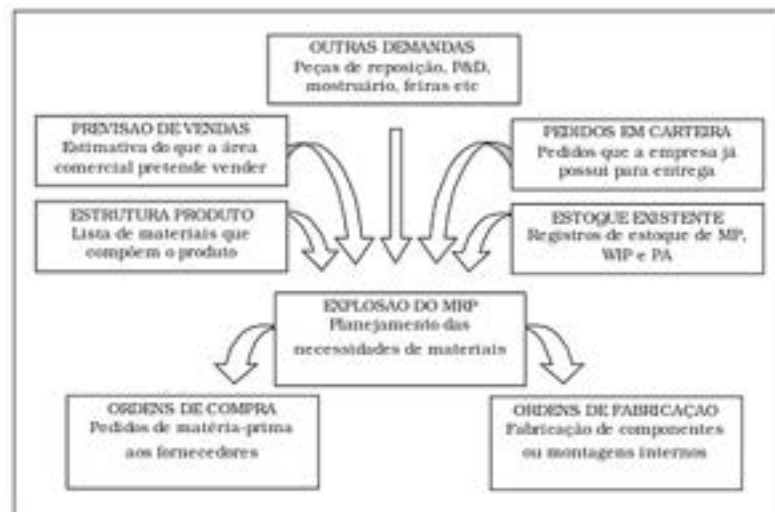 OUTRAS DEMANDAS
Peças de reposição, P&D,
mostruário, feiras etc
PREVISAO DE VENDAS
Estimativa do que a área
comercial pretende vender
PEDIDOS EM CARTEIRA
Pedidos que a empresa já
possui para entrega
ESTRUTURA PRODUTO
Lista de materiais que
compõem o produto
ESTOQUE EXISTENTE
Registros de estoque de MP,
WIP e PA
EXPLOSAO DO MRP
Planejamento das
necessidades de materiais
ORDENS DE COMPRA
Pedidos de matéria-prima
aos fornecedores
ORDENS DE FABRICAÇAO
Fabricação de componentes
ou montagens internos